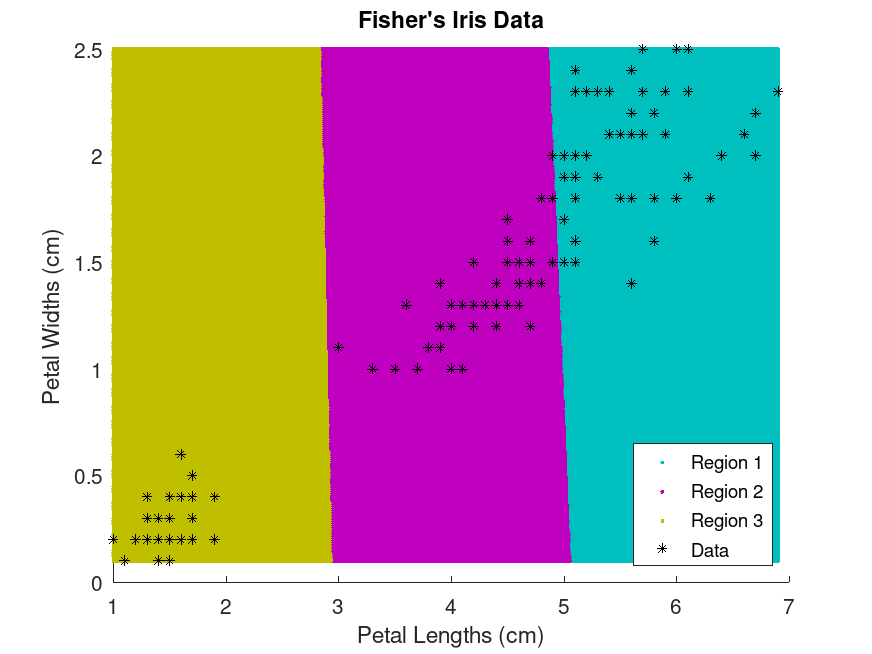 Fisher's Iris Data
Petal Widths (cm)
2.5
2
1.5
1
0.5
0
1 2 3 4 5 6 7
Petal Lengths (cm)
Region 1
Region 2
Region 3
Data